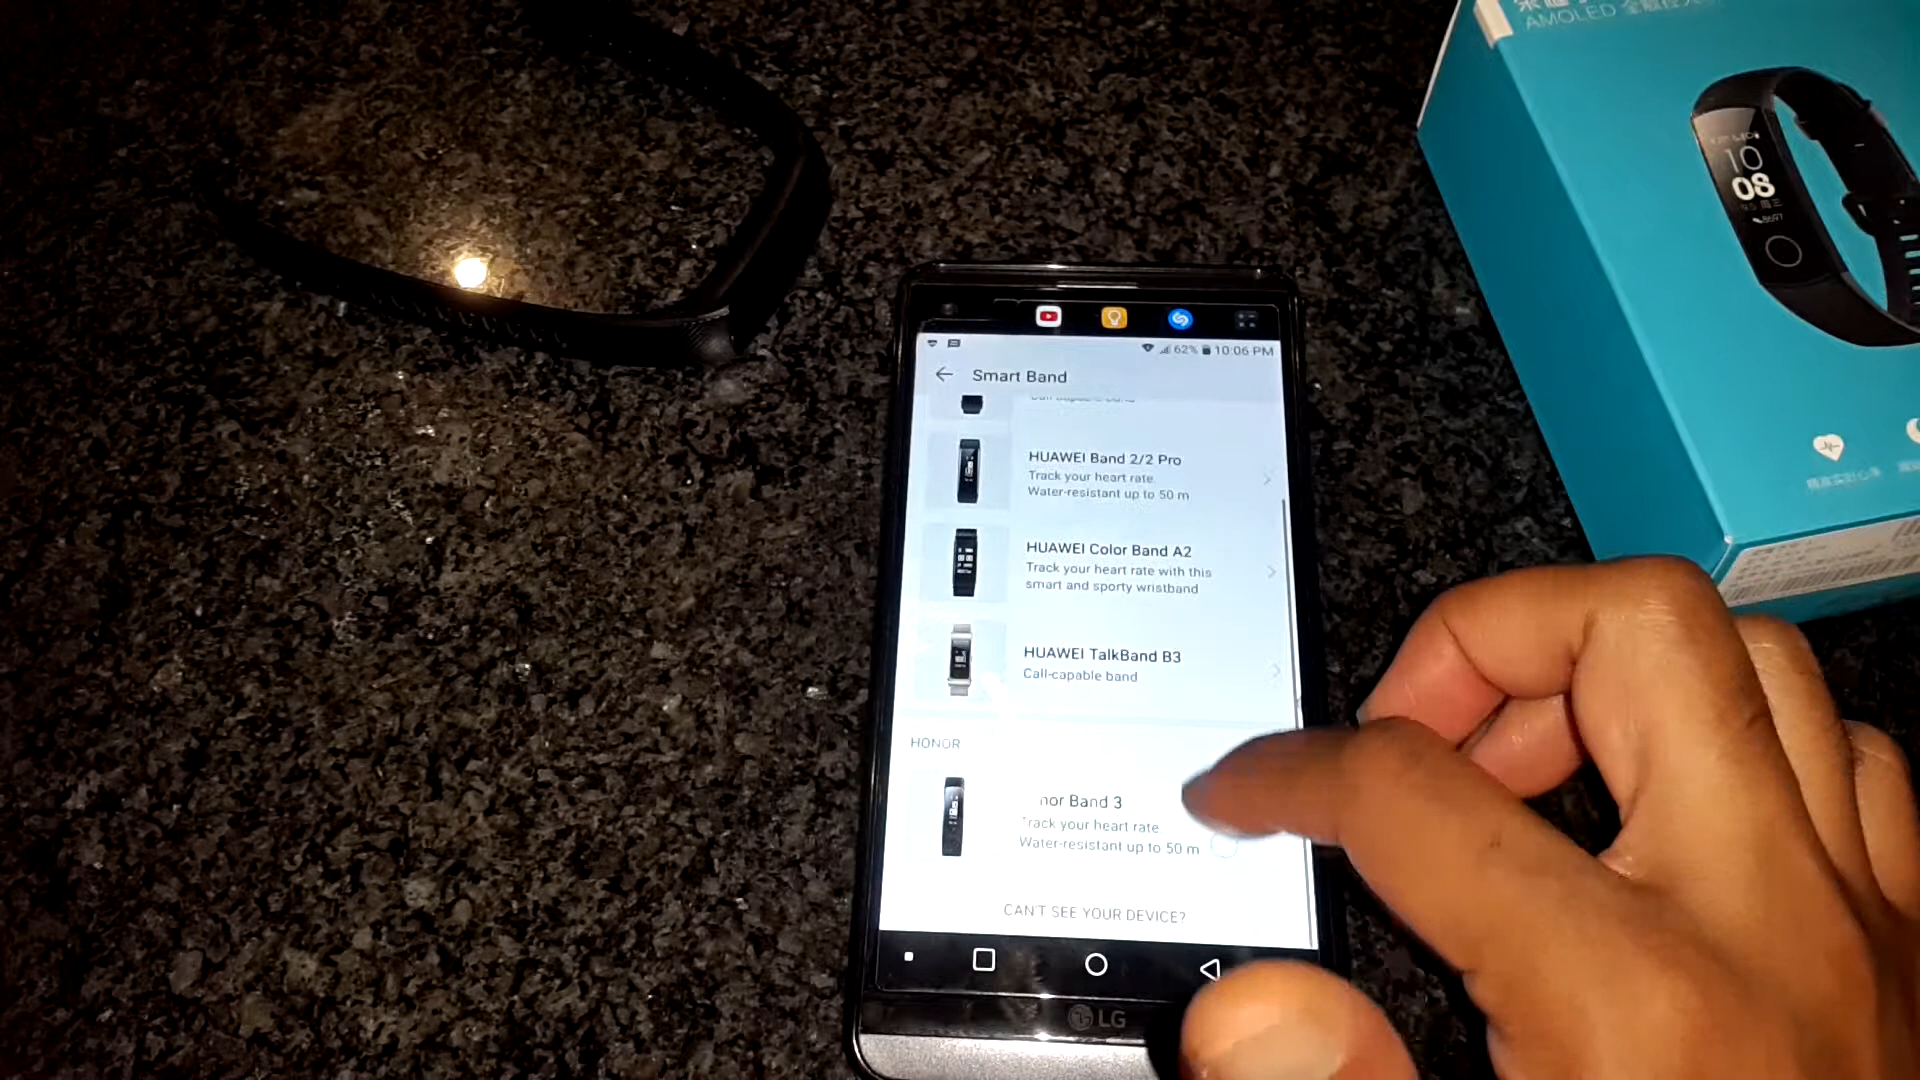 AMOLED
10
08
62% 10:06 PM
Smart Band
HUAWEI Band 2/2 Pro
Track your heart rate.
Water-resistant up to 50 m
HUAWEI Color Band A2
Track your heart rate with this
smart and sporty wristband
HUAWEI TalkBand B3
Call-capable band
HONOR
nor Band 3
Track your heart rate.
Water-resistant up to 50 m
CAN'T SEE YOUR DEVICE?
LG